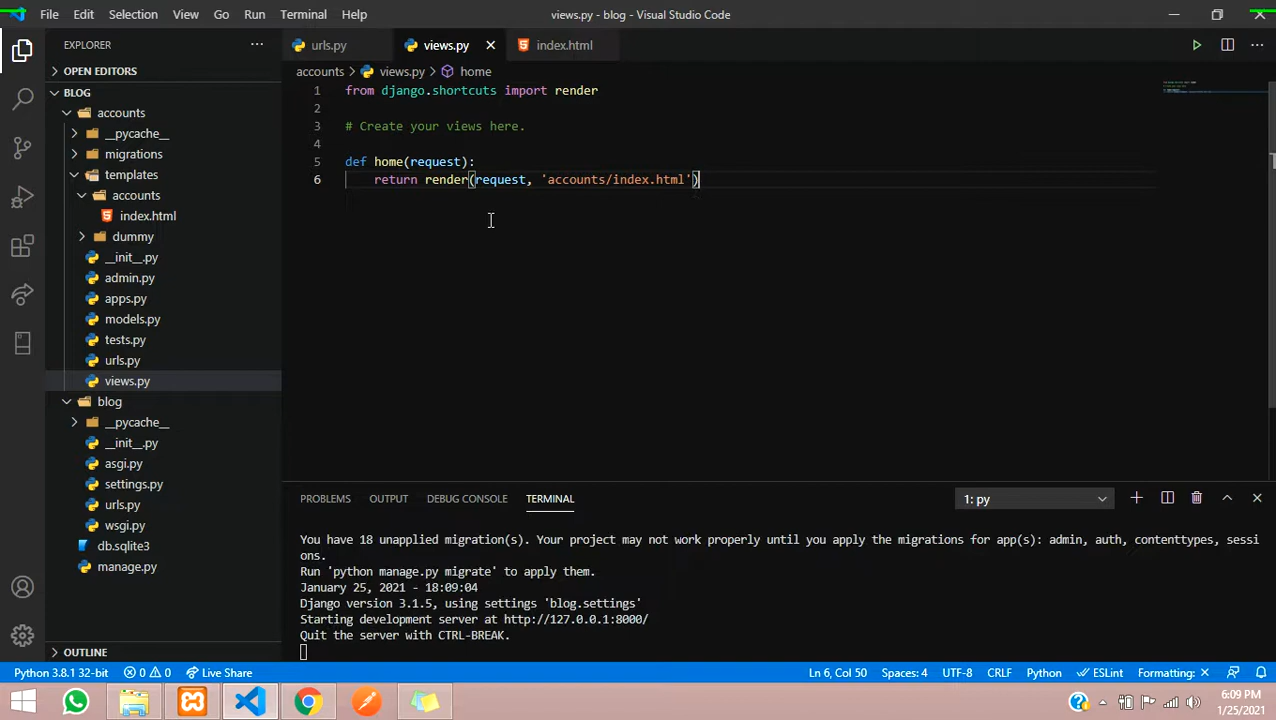 File Edit Selection View Go Run Terminal Help
views.py - blog - Visual Studio Code
EXPLORER
OPEN EDITORS
BLOG
accounts
__pycache__
migrations
templates
accounts
index.html
dummy
__init__.py
admin.py
apps.py
models.py
tests.py
urls.py
views.py
blog
__pycache__
__init__.py
asgi.py
settings.py
urls.py
wsgi.py
db.sqlite3
manage.py
OUTLINE
urls.py views.py index.html
accounts > views.py > home
1 from django.shortcuts import render
2
3 # Create your views here.
4
5 def home(request):
6 return render(request, 'accounts/index.html')
PROBLEMS OUTPUT DEBUG CONSOLE TERMINAL
1: py
You have 18 unapplied migration(s). Your project may not work properly until you apply the migrations for app(s): admin, auth, contenttypes, sessi
ons.
Run 'python manage.py migrate' to apply them.
January 25, 2021 - 18:09:04
Django version 3.1.5, using settings 'blog.settings'
Starting development server at http://127.0.0.1:8000/
Quit the server with CTRL-BREAK.
Python 3.8.1 32-bit 0 0 Live Share
Ln 6, Col 50 Spaces: 4 UTF-8 CRLF Python ESLint Formatting:
6:09 PM
1/25/2021